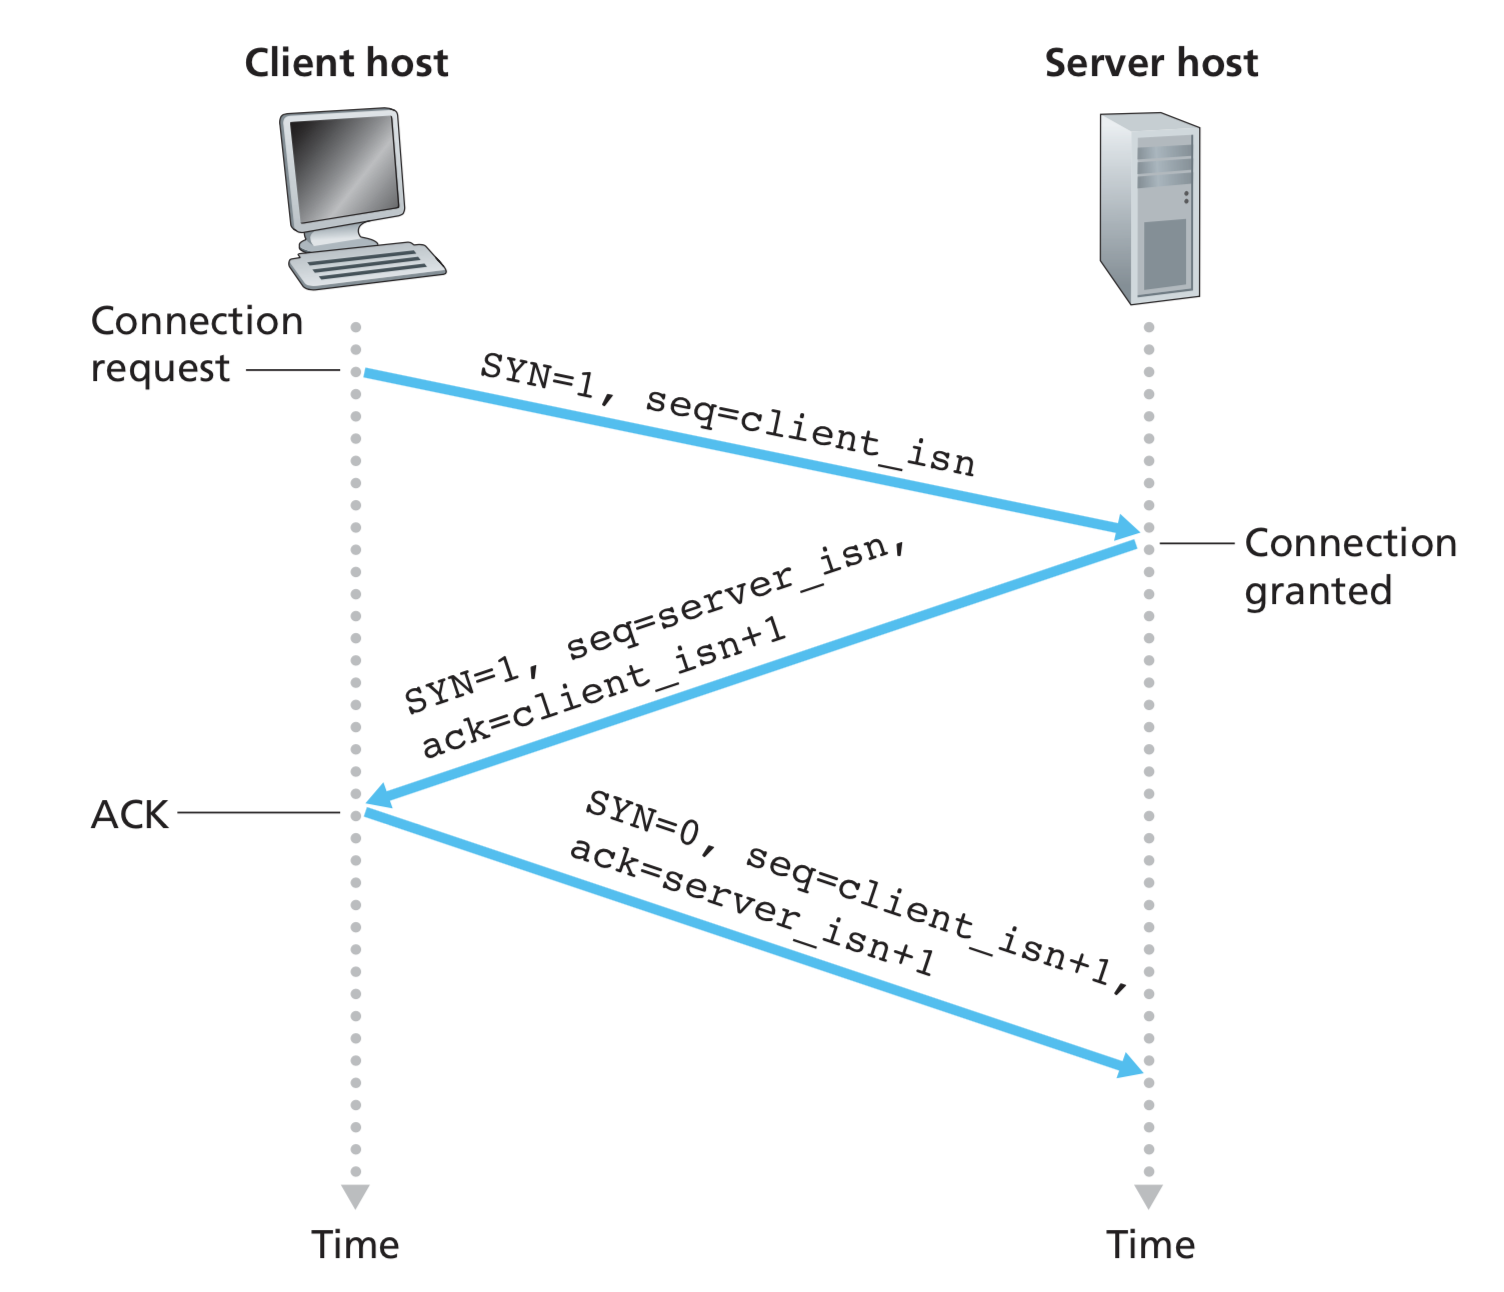 Client host
Server host
Connection
request
SYN=1, seq=client_isn
Connection
granted
SYN=1, seq=server_isn,
ack=client_isn+1
ACK
SYN=0, seq=client_isn+1,
ack=server_isn+1
Time
Time